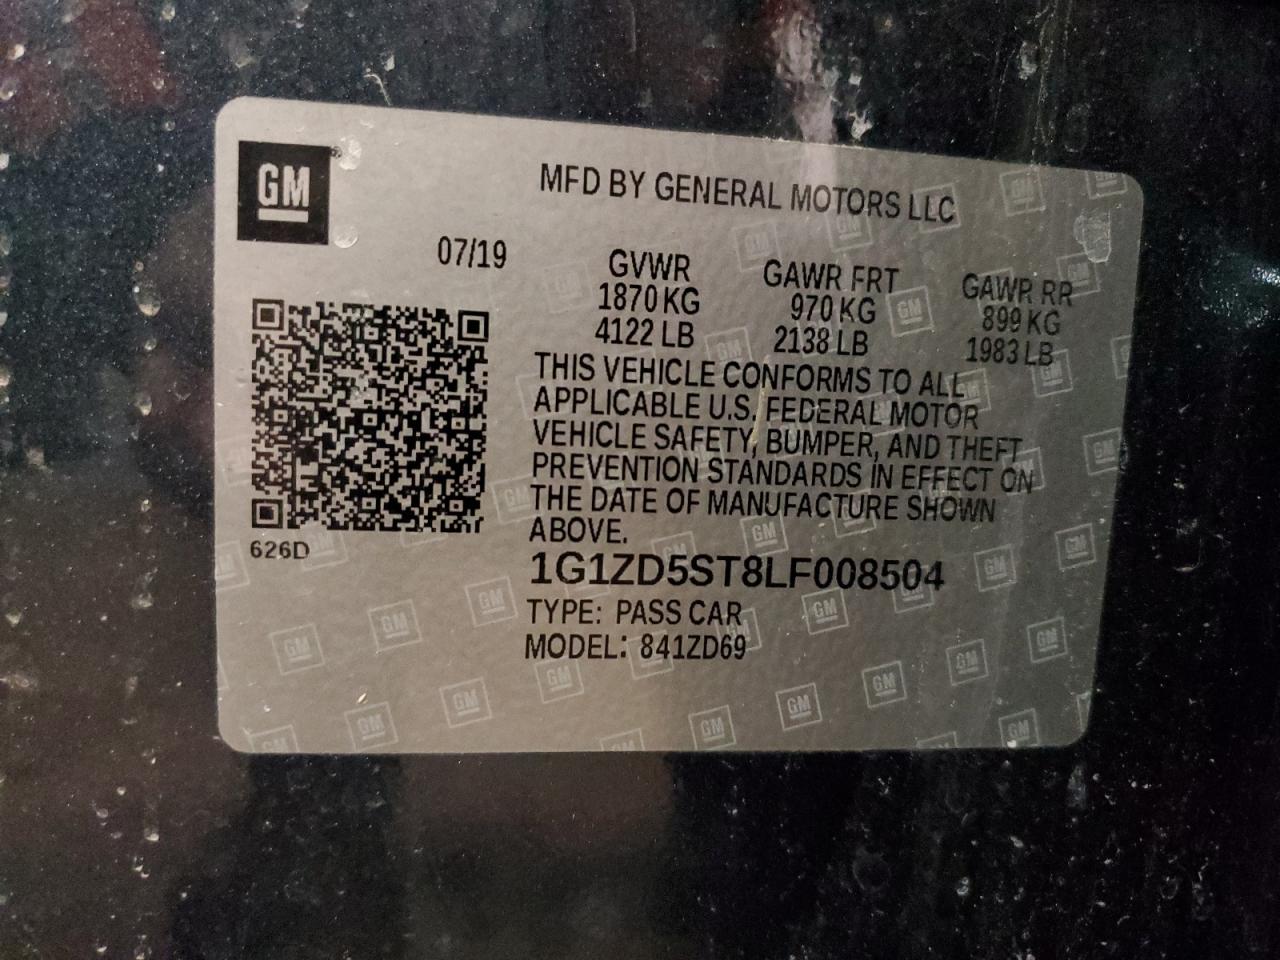 GM
MFD BY GENERAL MOTORS LLC
07/19
GVWR GAWR FRT GAWR RR
1870 KG 970 KG 899 KG
4122 LB 2138 LB 1983 LB
THIS VEHICLE CONFORMS TO ALL
APPLICABLE U.S. FEDERAL MOTOR
VEHICLE SAFETY, BUMPER, AND THEFT
PREVENTION STANDARDS IN EFFECT ON
THE DATE OF MANUFACTURE SHOWN
ABOVE.
626D
1G1ZD5ST8LF008504
TYPE: PASS CAR
MODEL: 841ZD69